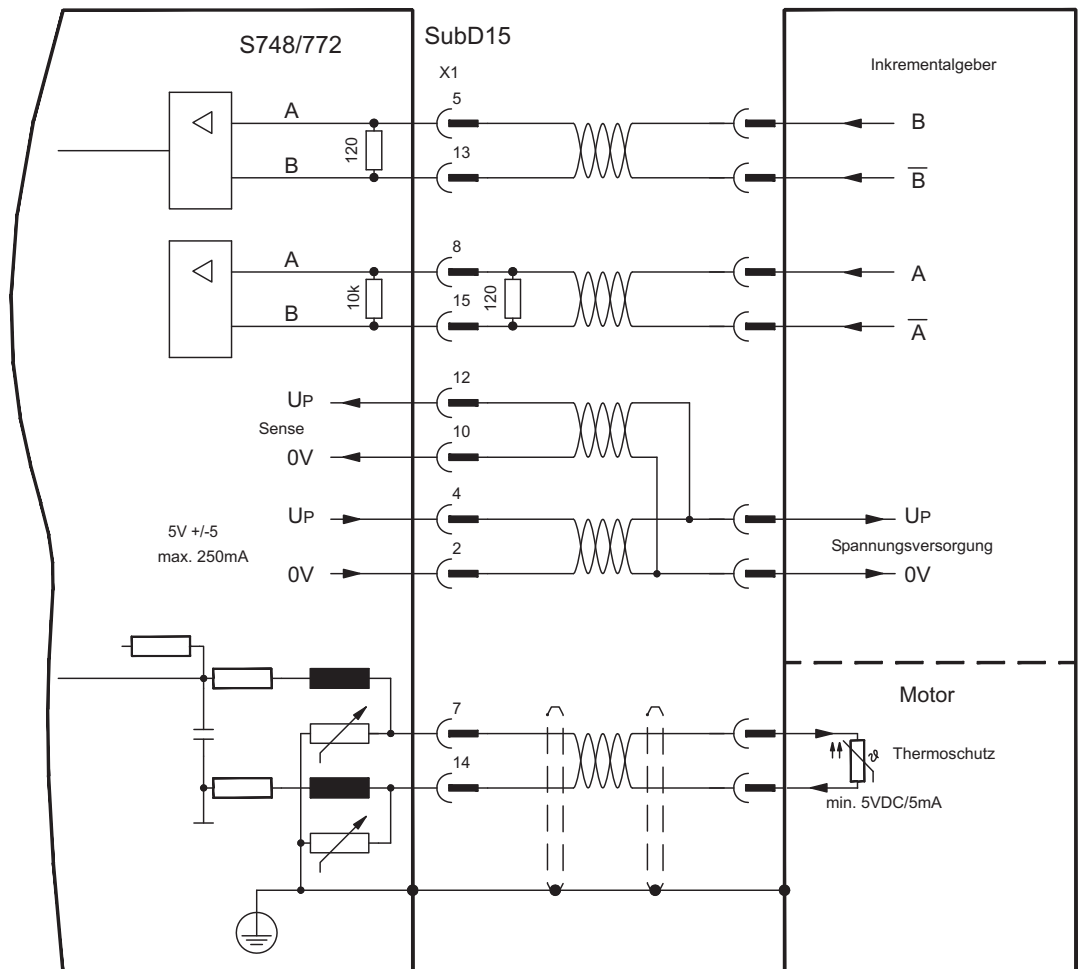 S748/772
SubD15
X1
Inkrementalgeber
A
120
B
5
13
B
B̅
A
10k
B
8
15
120
A
A̅
UP
Sense
0V
12
10
5V +/-5
max. 250mA
UP
0V
4
2
UP
Spannungsversorgung
0V
7
14
Motor
ϑ
Thermoschutz
min. 5VDC/5mA